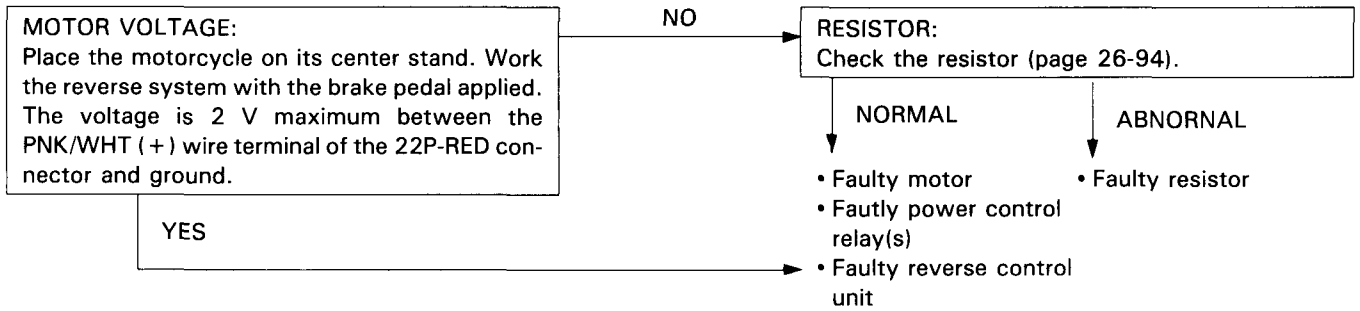 MOTOR VOLTAGE:
Place the motorcycle on its center stand. Work
the reverse system with the brake pedal applied.
The voltage is 2 V maximum between the
PNK/WHT (+) wire terminal of the 22P-RED con-
nector and ground.
NO
RESISTOR:
Check the resistor (page 26-94).
NORMAL
ABNORNAL
• Faulty motor
• Fautly power control
relay(s)
• Faulty reverse control
unit
• Faulty resistor
YES